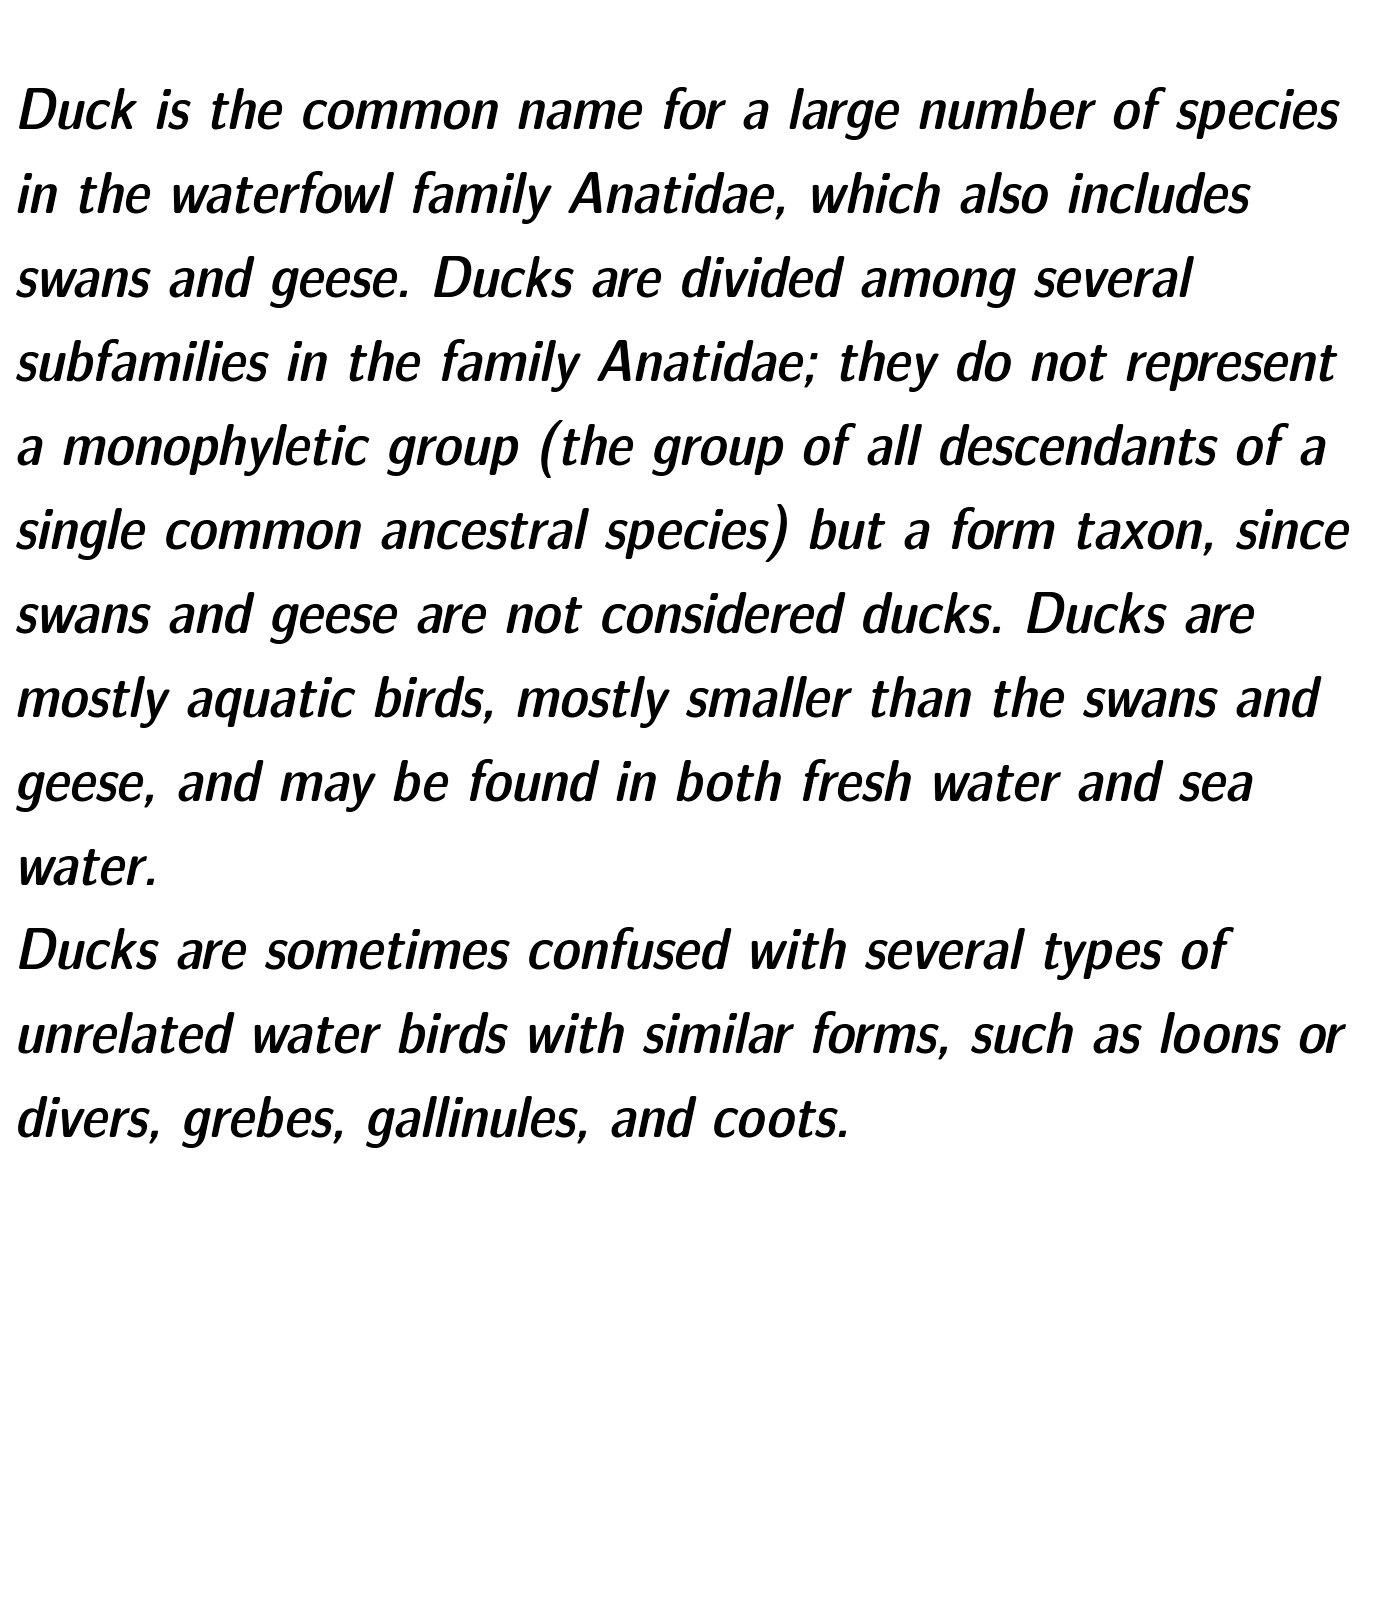 Duck is the common name for a large number of species
in the waterfowl family Anatidae, which also includes
swans and geese. Ducks are divided among several
subfamilies in the family Anatidae; they do not represent
a monophyletic group (the group of all descendants of a
single common ancestral species) but a form taxon, since
swans and geese are not considered ducks. Ducks are
mostly aquatic birds, mostly smaller than the swans and
geese, and may be found in both fresh water and sea
water.
Ducks are sometimes confused with several types of
unrelated water birds with similar forms, such as loons or
divers, grebes, gallinules, and coots.